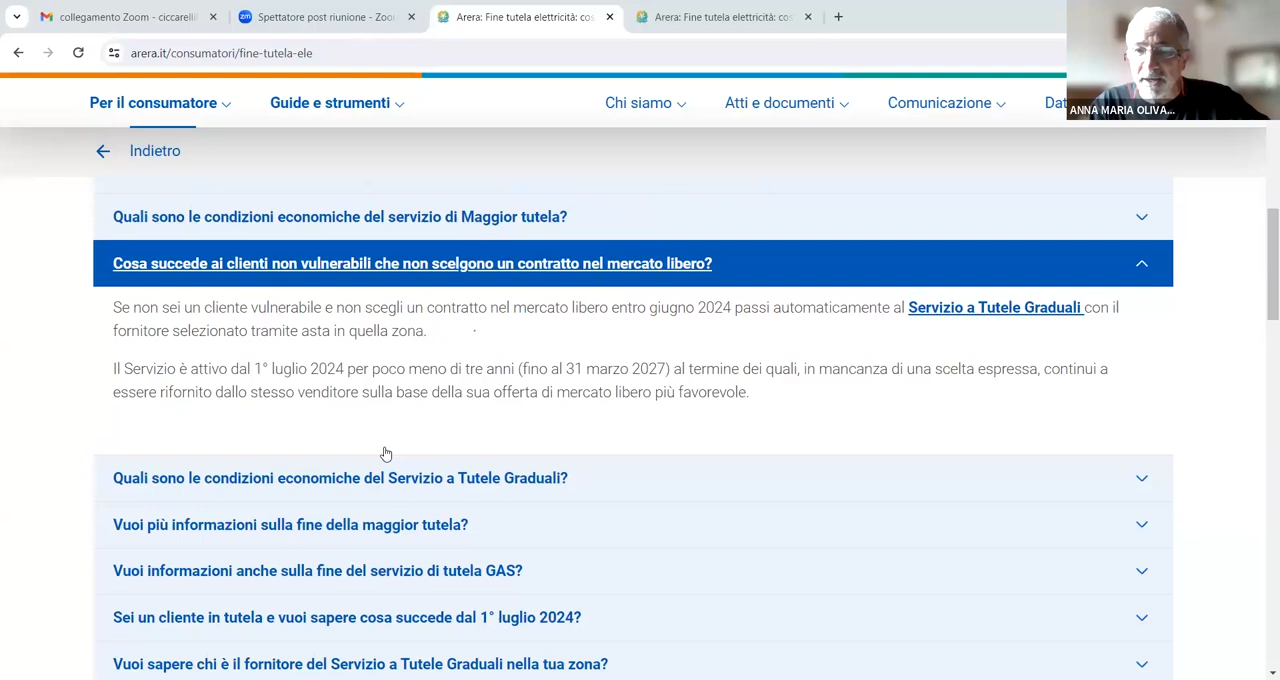 collegamento Zoom - ciccarelli
Spettatore post riunione - Zoo
Arera: Fine tutela elettricità: cos
Arera: Fine tutela elettricità: cos
arera.it/consumatori/fine-tutela-ele
Per il consumatore
Guide e strumenti
Chi siamo
Atti e documenti
Comunicazione
Dat
ANNA MARIA OLIVA...
Indietro
Quali sono le condizioni economiche del servizio di Maggior tutela?
Cosa succede ai clienti non vulnerabili che non scelgono un contratto nel mercato libero?
Se non sei un cliente vulnerabile e non scegli un contratto nel mercato libero entro giugno 2024 passi automaticamente al Servizio a Tutele Graduali con il
fornitore selezionato tramite asta in quella zona.
Il Servizio è attivo dal 1° luglio 2024 per poco meno di tre anni (fino al 31 marzo 2027) al termine dei quali, in mancanza di una scelta espressa, continui a
essere rifornito dallo stesso venditore sulla base della sua offerta di mercato libero più favorevole.
Quali sono le condizioni economiche del Servizio a Tutele Graduali?
Vuoi più informazioni sulla fine della maggior tutela?
Vuoi informazioni anche sulla fine del servizio di tutela GAS?
Sei un cliente in tutela e vuoi sapere cosa succede dal 1° luglio 2024?
Vuoi sapere chi è il fornitore del Servizio a Tutele Graduali nella tua zona?